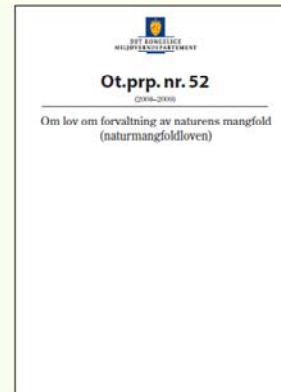 DET KONGELIGE
MILJØVERNDEPARTEMENT
Ot.prp. nr. 52
(2008–2009)
Om lov om forvaltning av naturens mangfold
(naturmangfoldloven)